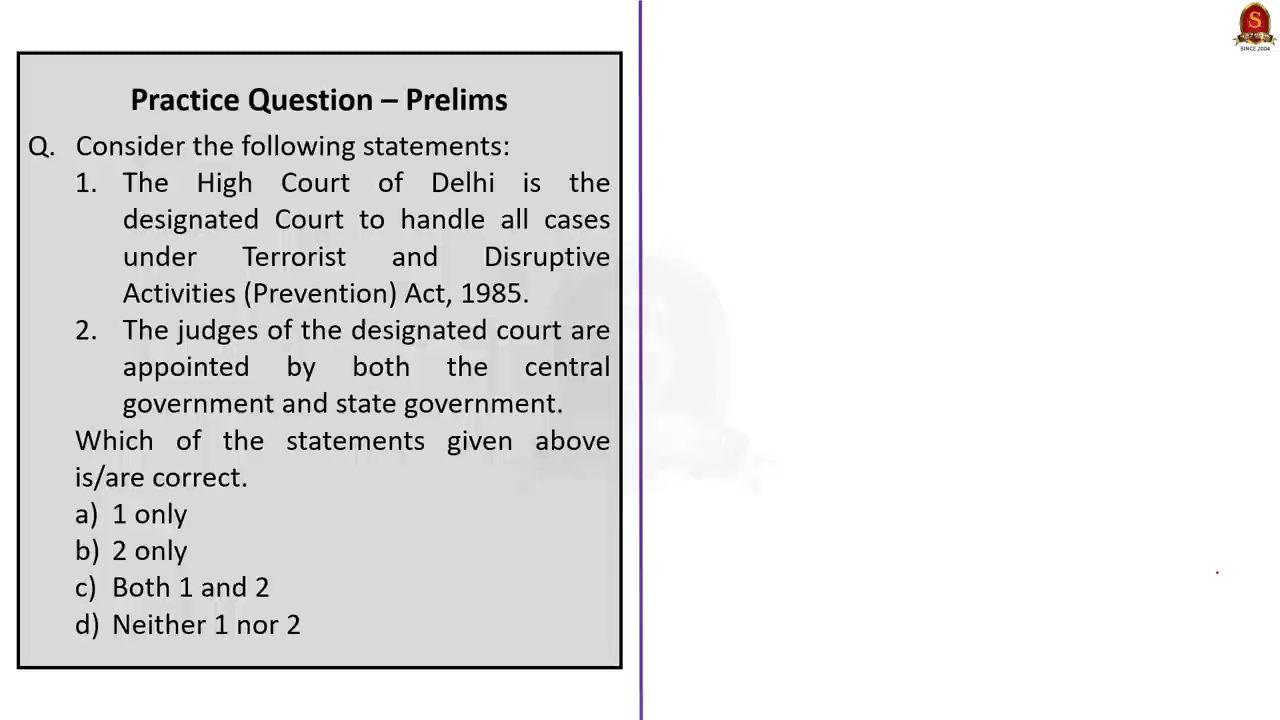 S
SINCE 2004
Practice Question – Prelims
Q. Consider the following statements:
1. The High Court of Delhi is the
designated Court to handle all cases
under Terrorist and Disruptive
Activities (Prevention) Act, 1985.
2. The judges of the designated court are
appointed by both the central
government and state government.
Which of the statements given above
is/are correct.
a) 1 only
b) 2 only
c) Both 1 and 2
d) Neither 1 nor 2